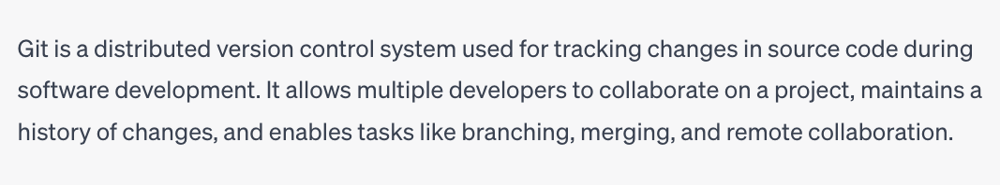 Git is a distributed version control system used for tracking changes in source code during
software development. It allows multiple developers to collaborate on a project, maintains a
history of changes, and enables tasks like branching, merging, and remote collaboration.